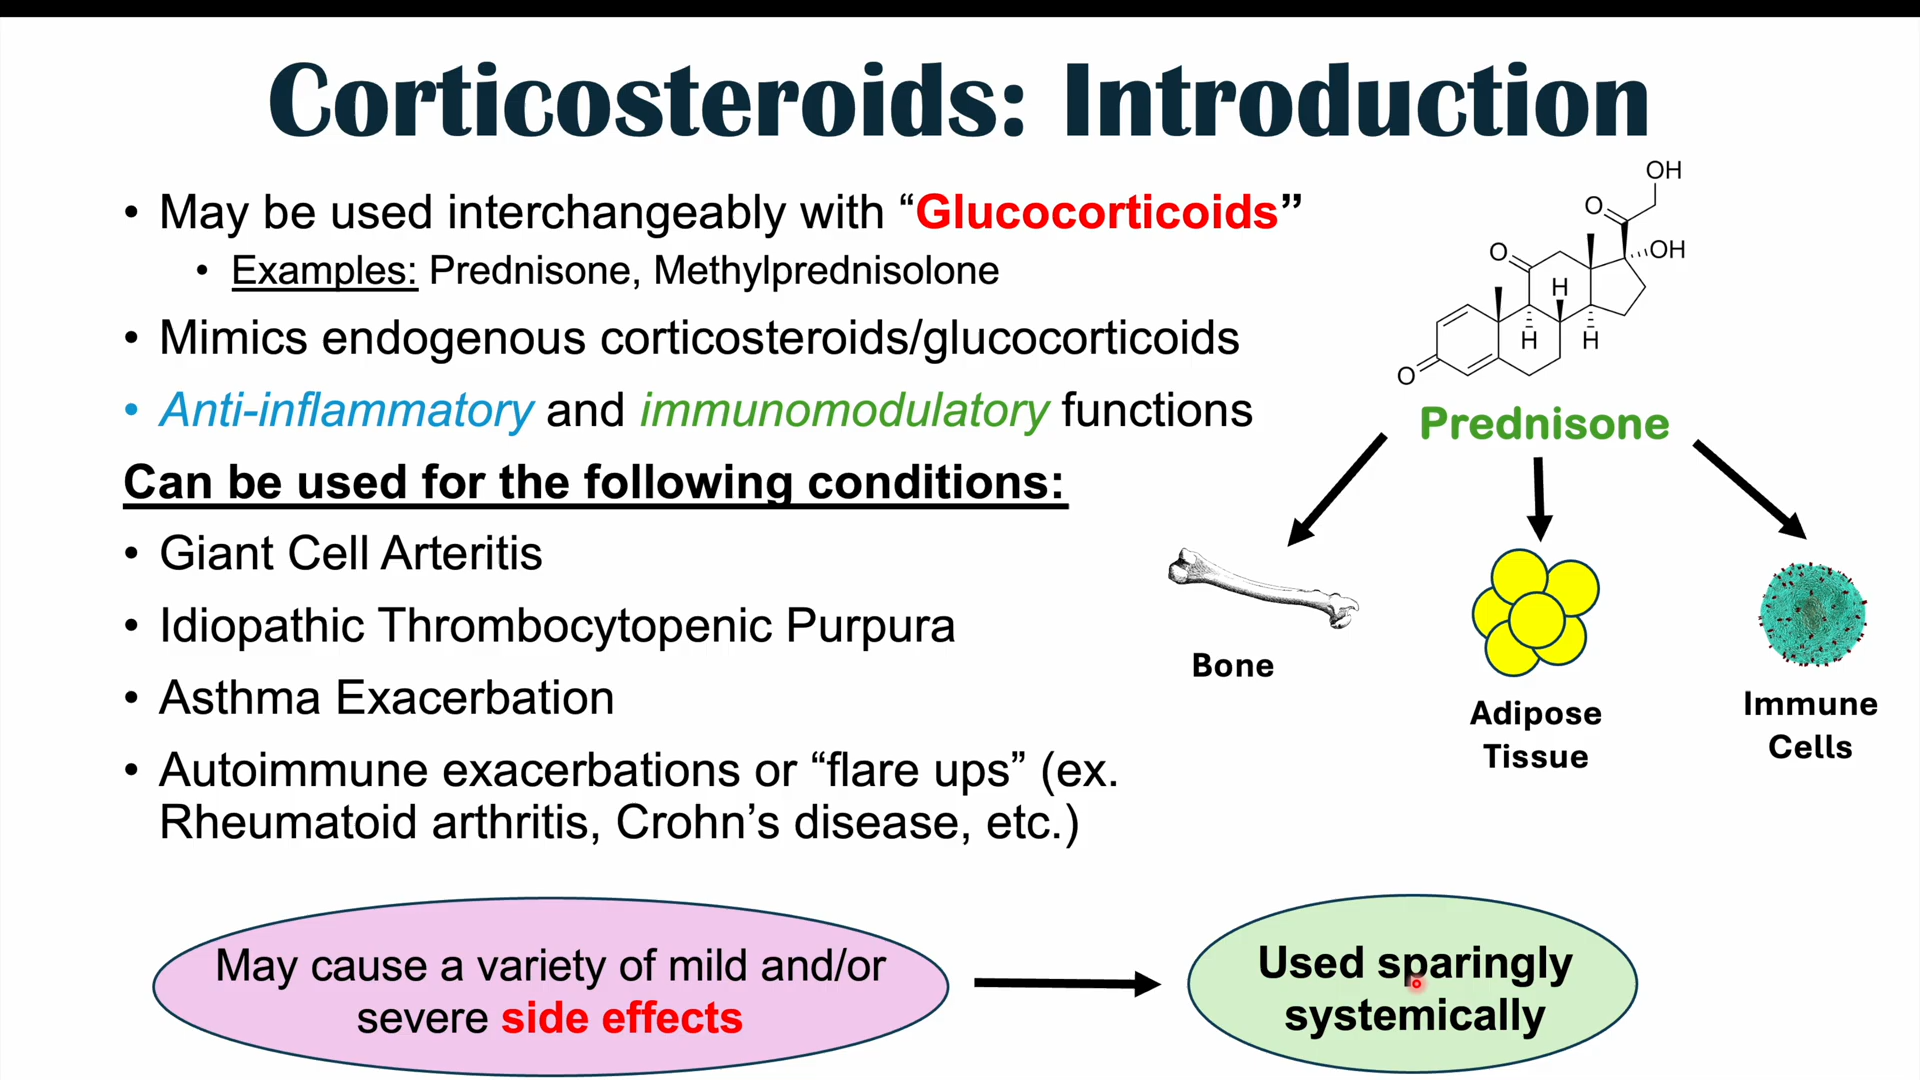 Corticosteroids: Introduction
• May be used interchangeably with “Glucocorticoids”
• Examples: Prednisone, Methylprednisolone
• Mimics endogenous corticosteroids/glucocorticoids
• Anti-inflammatory and immunomodulatory functions
Can be used for the following conditions:
• Giant Cell Arteritis
• Idiopathic Thrombocytopenic Purpura
• Asthma Exacerbation
• Autoimmune exacerbations or “flare ups” (ex.
Rheumatoid arthritis, Crohn’s disease, etc.)
OH
O
OH
O
H
H
H
O
Prednisone
Bone
Adipose
Tissue
Immune
Cells
May cause a variety of mild and/or
severe side effects
Used sparingly
systemically